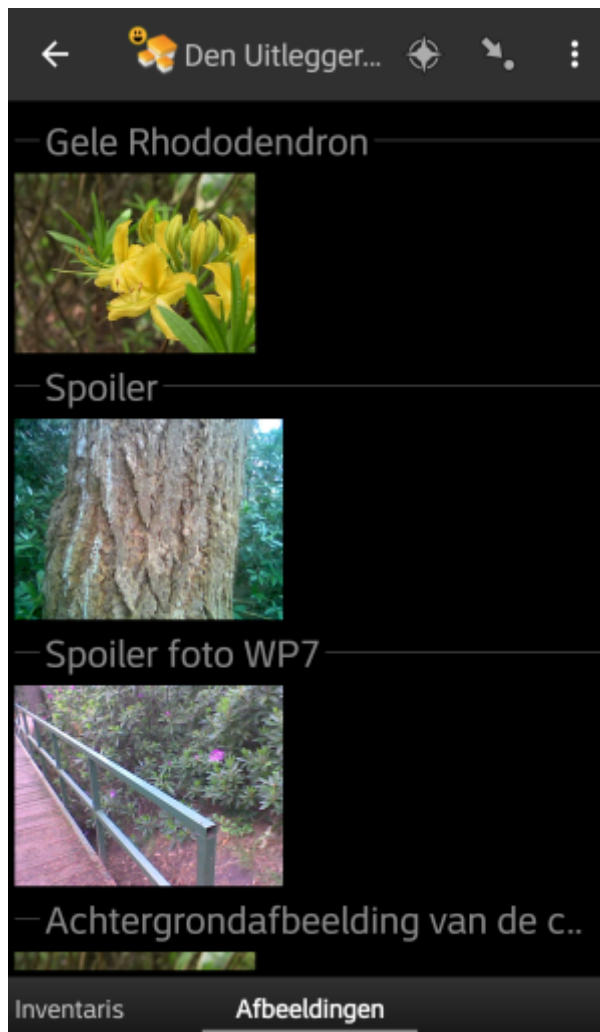 Den Uitlegger...
Gele Rhododendron
Spoiler
Spoiler foto WP7
Achtergrondafbeelding van de c..
Inventaris
Afbeeldingen